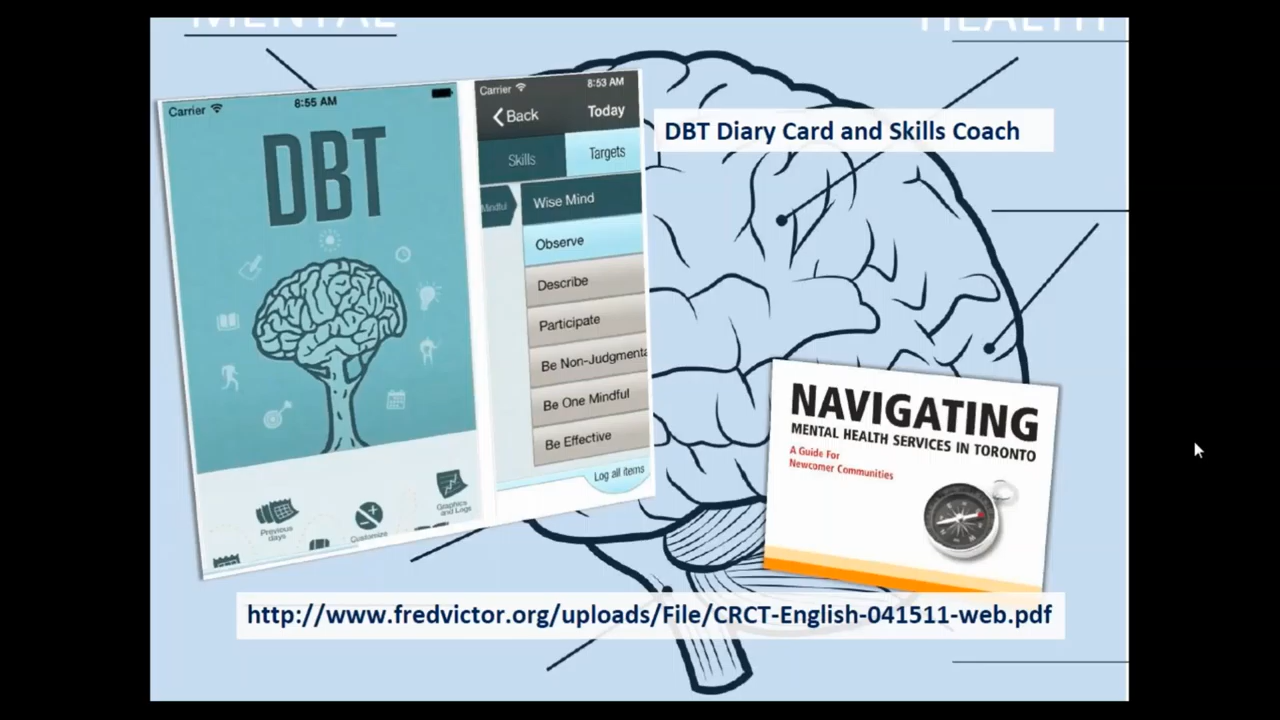 MENTAL
HEALTH
Carrier
8:55 AM
DBT
Previous
days
Customize
Graphics
and Logs
Carrier
8:53 AM
Back
Today
Skills
Targets
Mindful
Wise Mind
Observe
Describe
Participate
Be Non-Judgmenta
Be One Mindful
Be Effective
Log all items
DBT Diary Card and Skills Coach
NAVIGATING
MENTAL HEALTH SERVICES IN TORONTO
A Guide For
Newcomer Communities
http://www.fredvictor.org/uploads/File/CRCT-English-041511-web.pdf